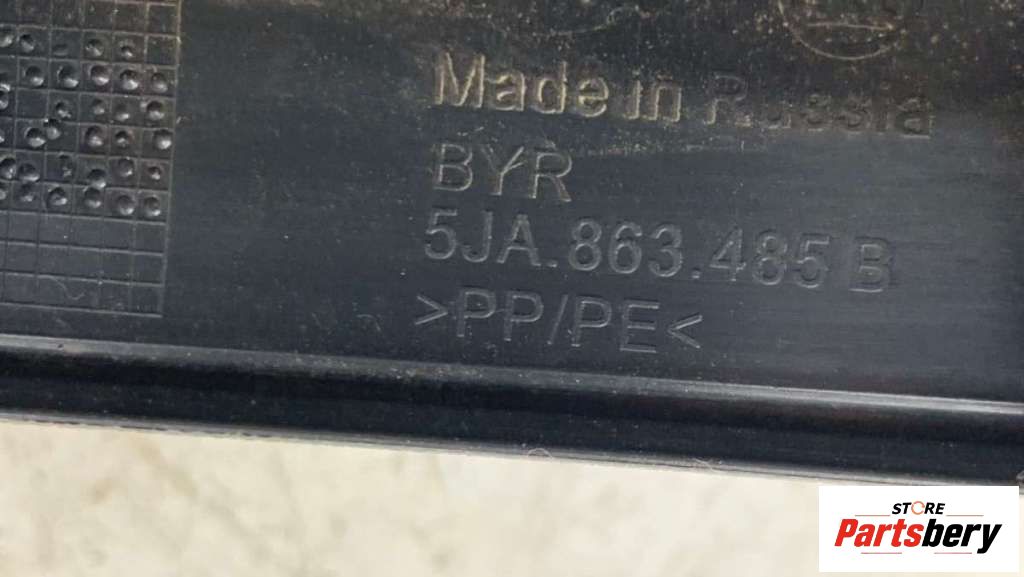 Made in Russia
BYR
5JA.863.485 B
>PP/PE<
STORE
Partsbery